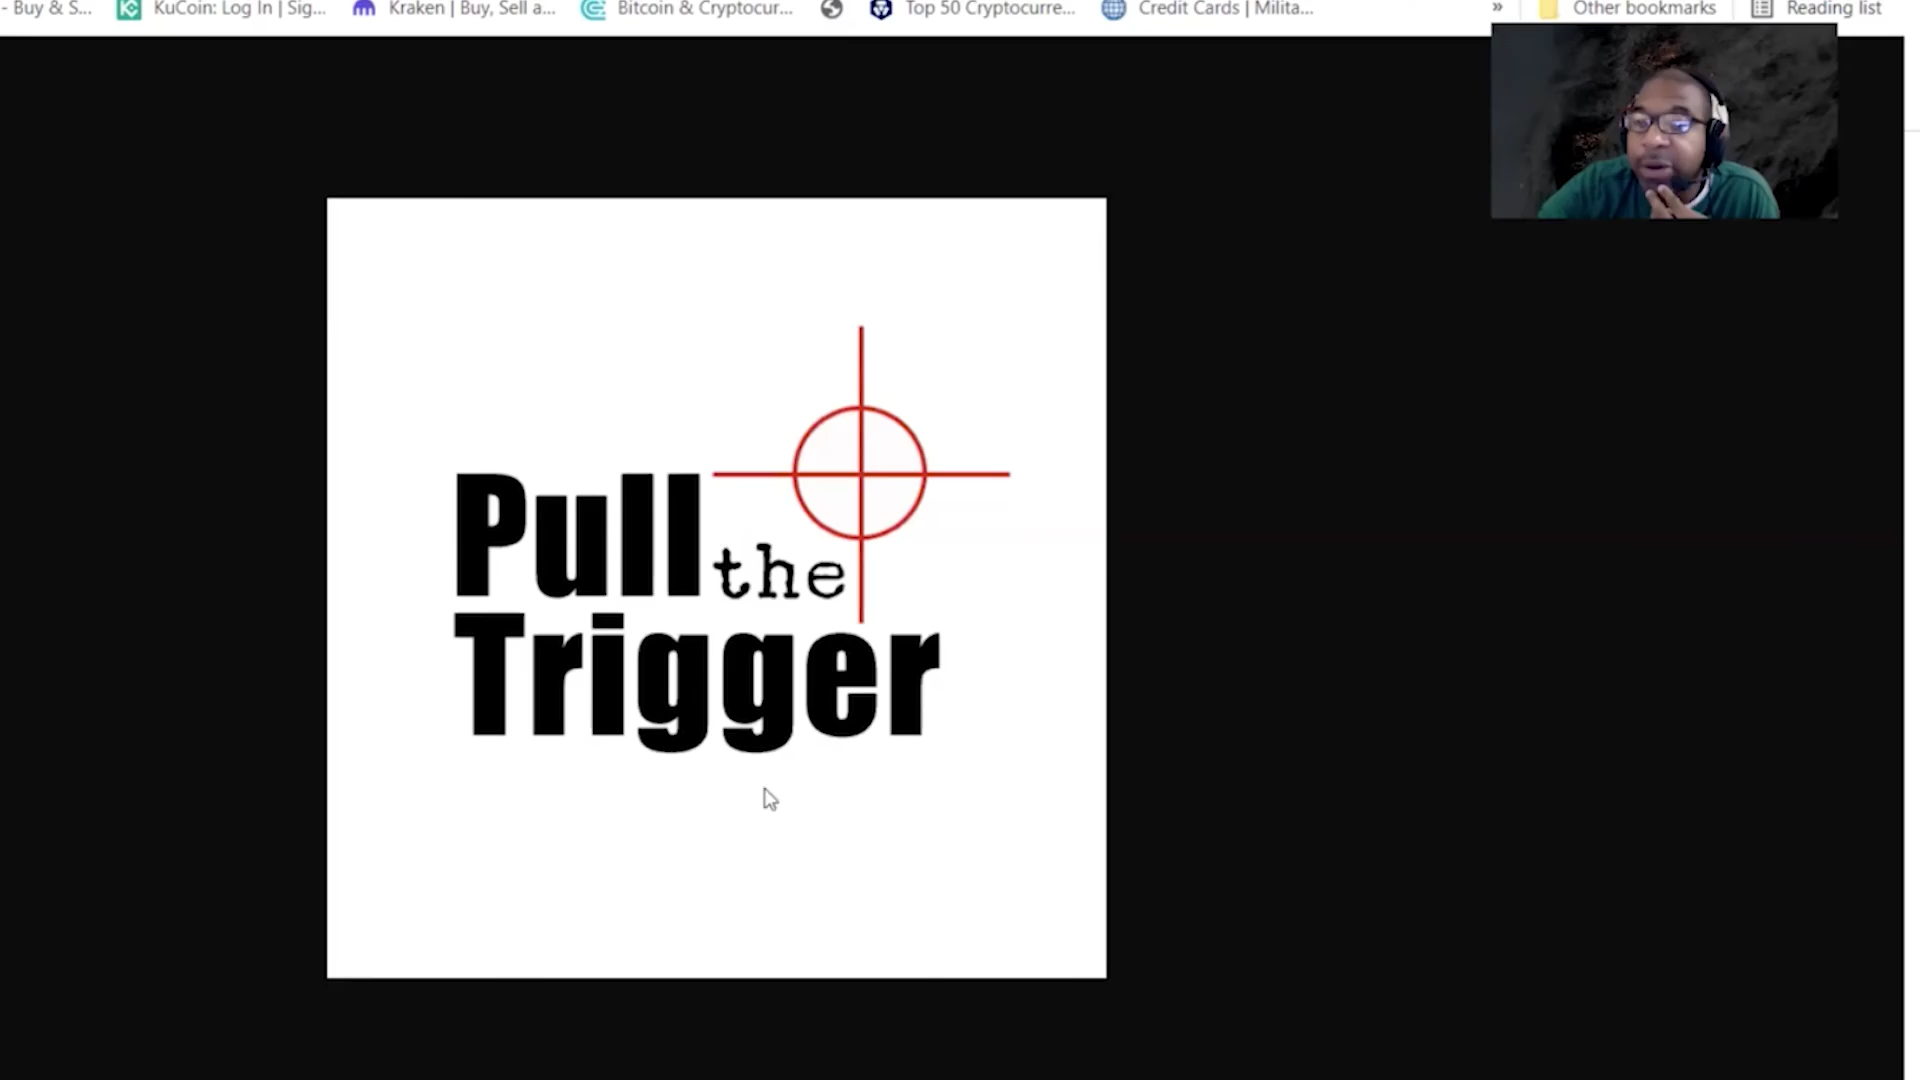 - Buy & S...
KuCoin: Log In | Sig...
Kraken | Buy, Sell a...
Bitcoin & Cryptocur...
Top 50 Cryptocurre...
Credit Cards | Milita...
»
Other bookmarks
Reading list
Pull the
Trigger